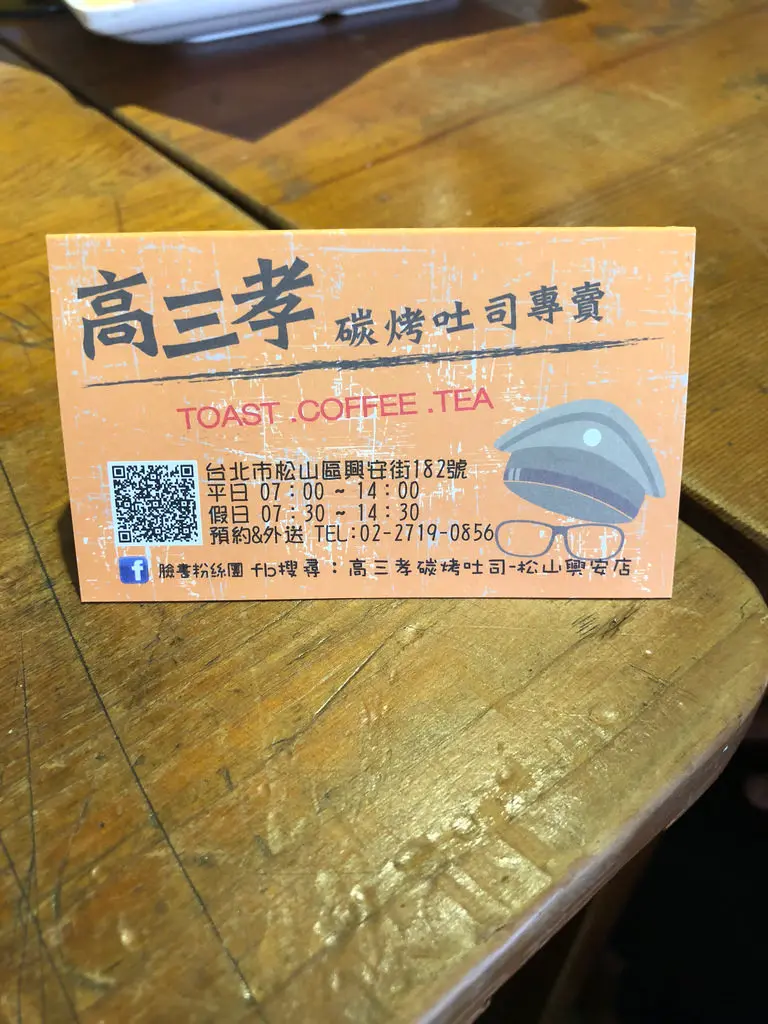 高三孝 碳烤吐司專賣
TOAST .COFFEE .TEA
台北市松山區興安街182號
平日 07：00 ~ 14：00
假日 07：30 ~ 14：30
預約&外送 TEL:02-2719-0856
f 臉書粉絲團 fb搜尋：高三孝碳烤吐司-松山興安店